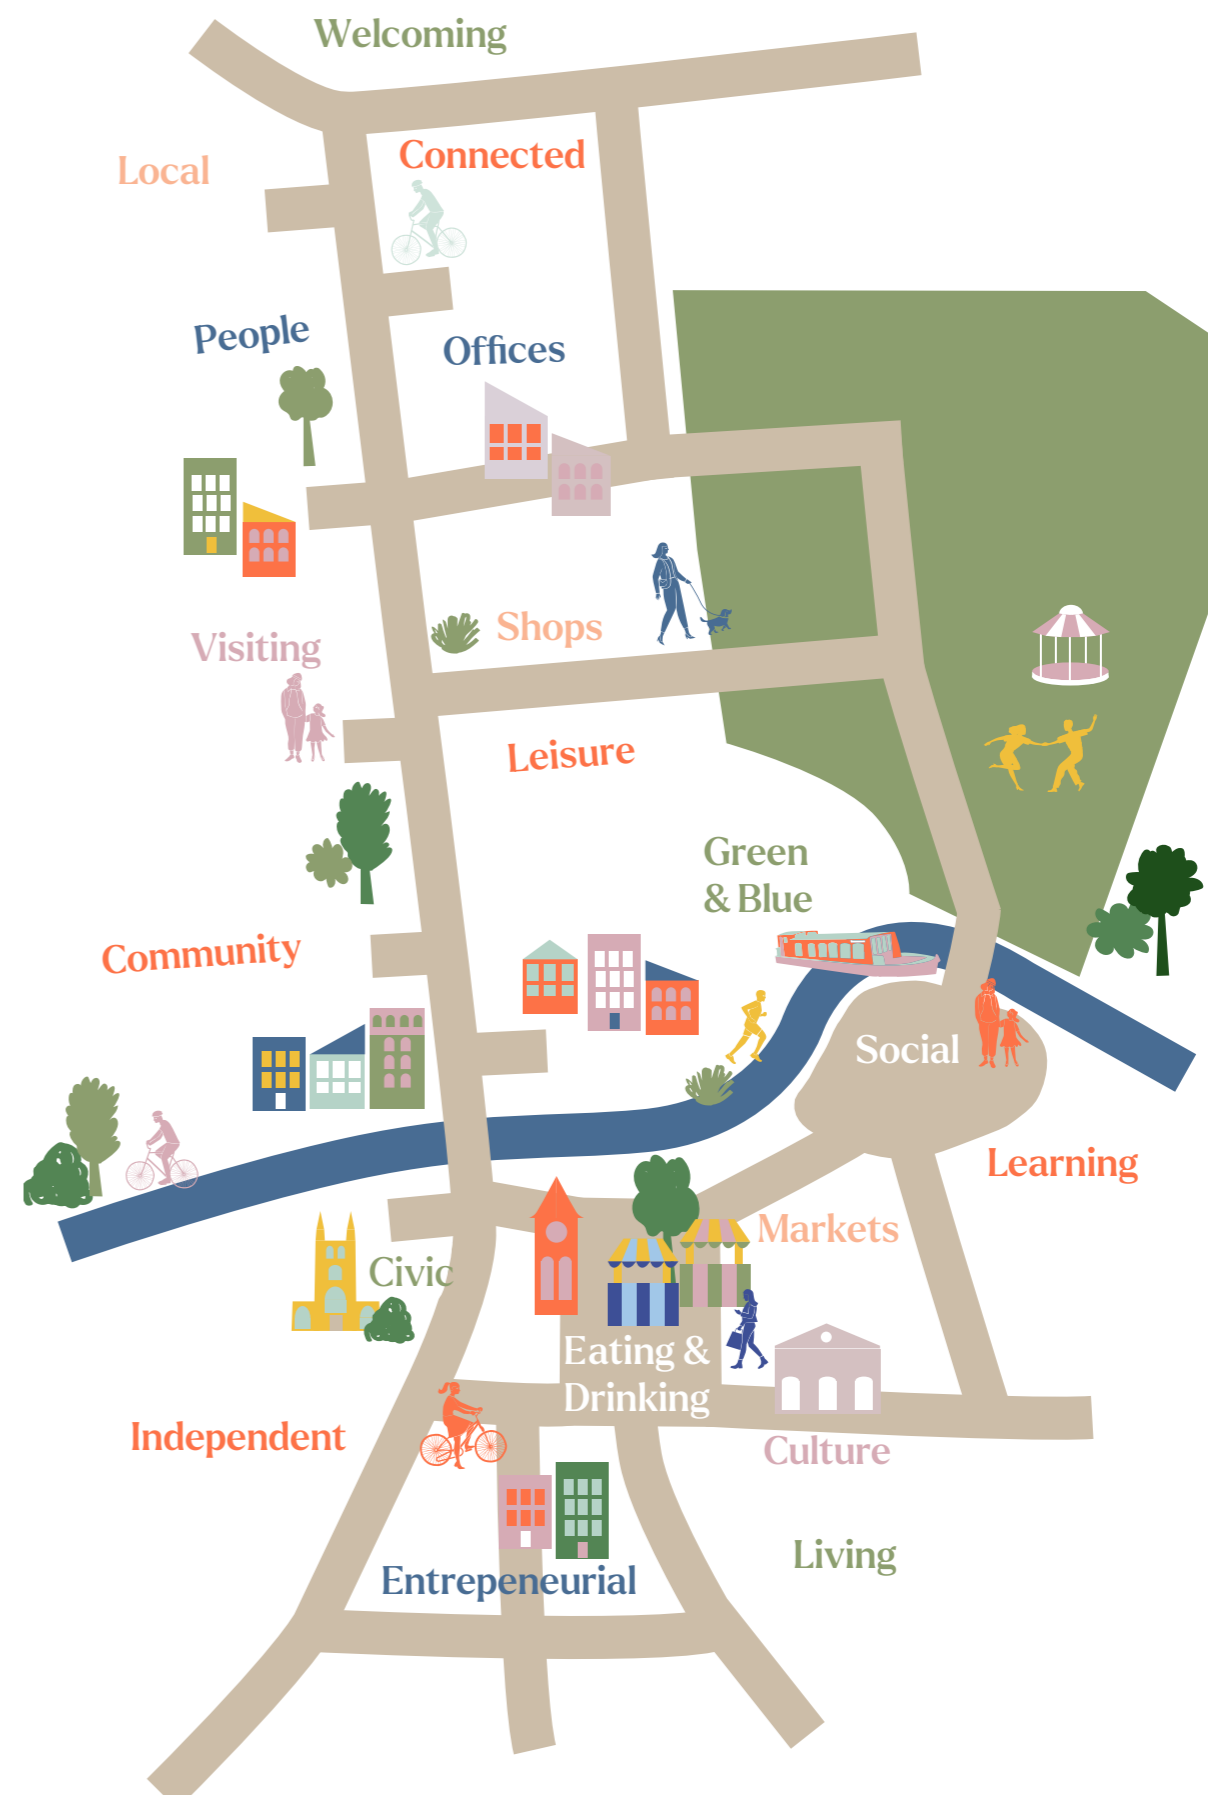 Welcoming
Connected
Local
People
Offices
Shops
Visiting
Leisure
Green
& Blue
Community
Social
Learning
Markets
Civic
Eating &
Drinking
Independent
Culture
Living
Entrepeneurial